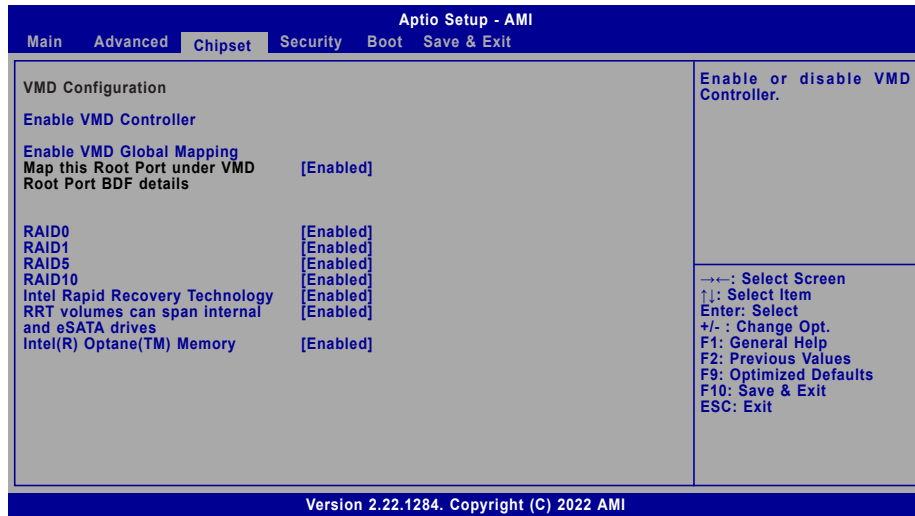 Aptio Setup - AMI
Main Advanced Chipset Security Boot Save & Exit
VMD Configuration
Enable VMD Controller
Enable VMD Global Mapping
Map this Root Port under VMD [Enabled]
Root Port BDF details
RAID0 [Enabled]
RAID1 [Enabled]
RAID5 [Enabled]
RAID10 [Enabled]
Intel Rapid Recovery Technology [Enabled]
RRT volumes can span internal [Enabled]
and eSATA drives
Intel(R) Optane(TM) Memory [Enabled]
Enable or disable VMD
Controller.
→←: Select Screen
↑↓: Select Item
Enter: Select
+/- : Change Opt.
F1: General Help
F2: Previous Values
F9: Optimized Defaults
F10: Save & Exit
ESC: Exit
Version 2.22.1284. Copyright (C) 2022 AMI